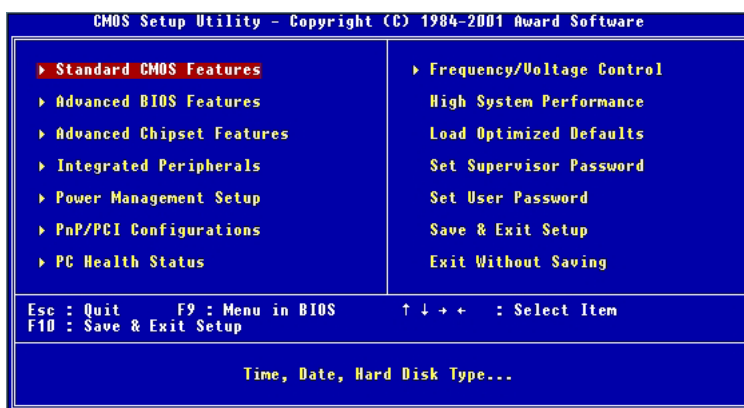 CMOS Setup Utility - Copyright (C) 1984-2001 Award Software
▸ Standard CMOS Features
▸ Advanced BIOS Features
▸ Advanced Chipset Features
▸ Integrated Peripherals
▸ Power Management Setup
▸ PnP/PCI Configurations
▸ PC Health Status
▸ Frequency/Voltage Control
High System Performance
Load Optimized Defaults
Set Supervisor Password
Set User Password
Save & Exit Setup
Exit Without Saving
Esc : Quit F9 : Menu in BIOS ↑ ↓ → ← : Select Item
F10 : Save & Exit Setup
Time, Date, Hard Disk Type...